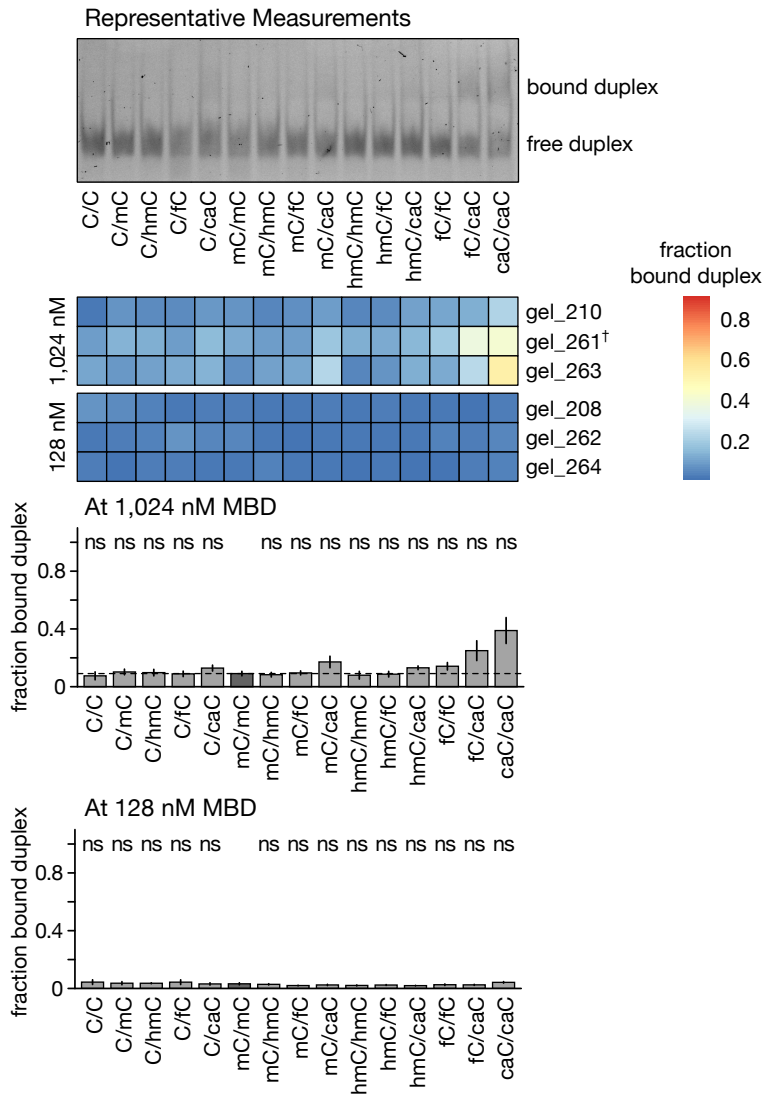 Representative Measurements
bound duplex
free duplex
C/C C/mC C/hmC C/fC C/caC mC/mC mC/hmC mC/fC mC/caC hmC/hmC hmC/fC hmC/caC fC/fC fC/caC caC/caC
fraction
bound duplex
0.8
0.6
0.4
0.2
1,024 nM
gel_210
gel_261†
gel_263
128 nM
gel_208
gel_262
gel_264
At 1,024 nM MBD
fraction bound duplex
ns ns ns ns ns ns ns ns ns ns ns ns ns ns
0.8
0.4
0
C/C C/mC C/hmC C/fC C/caC mC/mC mC/hmC mC/fC mC/caC hmC/hmC hmC/fC hmC/caC fC/fC fC/caC caC/caC
At 128 nM MBD
fraction bound duplex
ns ns ns ns ns ns ns ns ns ns ns ns ns ns
0.8
0.4
0
C/C C/mC C/hmC C/fC C/caC mC/mC mC/hmC mC/fC mC/caC hmC/hmC hmC/fC hmC/caC fC/fC fC/caC caC/caC